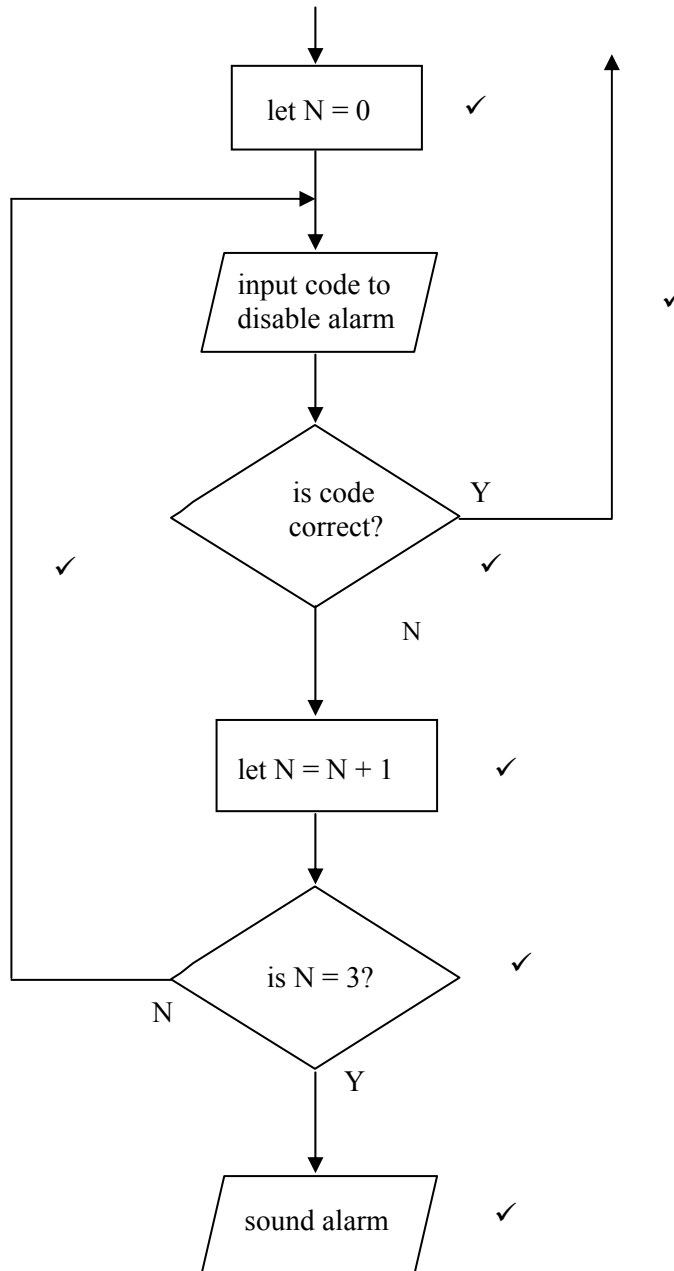 let N = 0
input code to
disable alarm
is code
correct?
Y
N
let N = N + 1
is N = 3?
N
Y
sound alarm